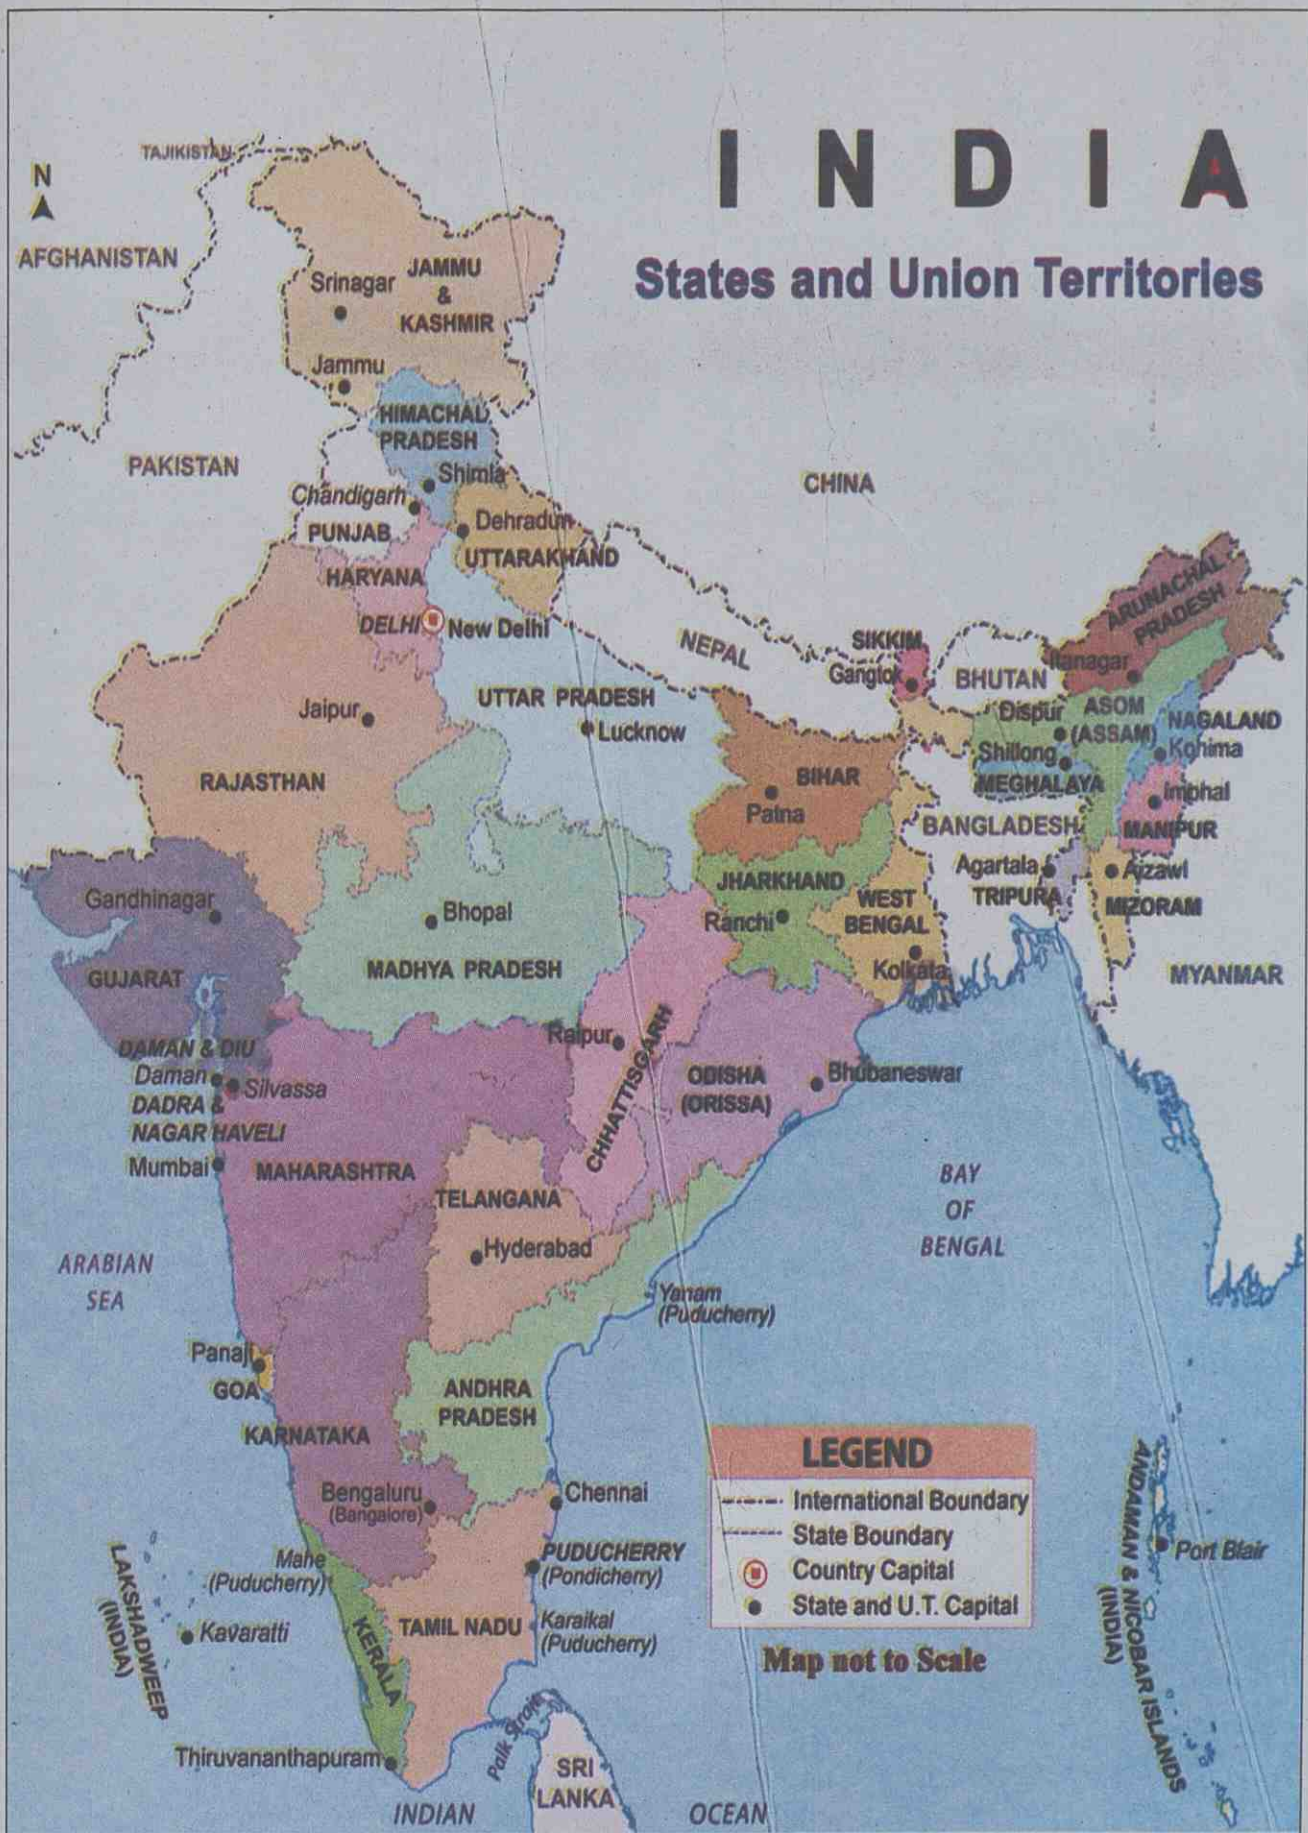 INDIA
States and Union Territories
N
TAJIKISTAN
AFGHANISTAN
PAKISTAN
CHINA
Srinagar
JAMMU
&
KASHMIR
Jammu
HIMACHAL
PRADESH
Shimla
Chandigarh
PUNJAB
Dehradun
UTTARAKHAND
HARYANA
DELHI
New Delhi
NEPAL
SIKKIM
Gangtok
BHUTAN
ARUNACHAL
PRADESH
Itanagar
UTTAR PRADESH
Lucknow
Jaipur
RAJASTHAN
Dispur
ASOM
(ASSAM)
NAGALAND
Kohima
Shillong
MEGHALAYA
Imphal
MANIPUR
BIHAR
Patna
BANGLADESH
Agartala
TRIPURA
Aizawl
MIZORAM
JHARKHAND
Ranchi
WEST
BENGAL
Kolkata
MYANMAR
Gandhinagar
GUJARAT
Bhopal
MADHYA PRADESH
Raipur
CHHATTISGARH
ODISHA
(ORISSA)
Bhubaneswar
DAMAN & DIU
Daman
Silvassa
DADRA &
NAGAR HAVELI
Mumbai
MAHARASHTRA
TELANGANA
Hyderabad
BAY
OF
BENGAL
ARABIAN
SEA
Yanam
(Puducherry)
Panaji
GOA
KARNATAKA
ANDHRA
PRADESH
Bengaluru
(Bangalore)
Chennai
Mahe
(Puducherry)
PUDUCHERRY
(Pondicherry)
TAMIL NADU
Karaikal
(Puducherry)
KERALA
LAKSHADWEEP
(INDIA)
Kavaratti
Thiruvananthapuram
Palk Strait
SRI
LANKA
INDIAN
OCEAN
LEGEND
International Boundary
State Boundary
Country Capital
State and U.T. Capital
Map not to Scale
ANDAMAN & NICOBAR ISLANDS
(INDIA)
Port Blair